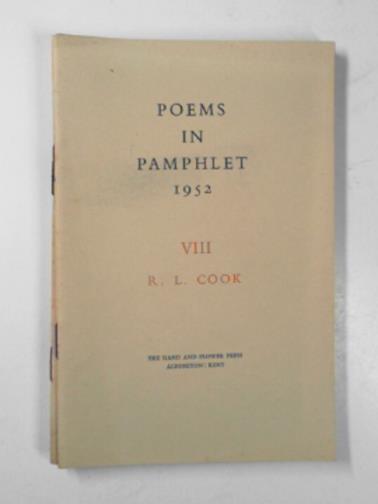 POEMS
IN
PAMPHLET
1952
VIII
R. L. COOK
THE HAND AND FLOWER PRESS
ALDINGTON: KENT